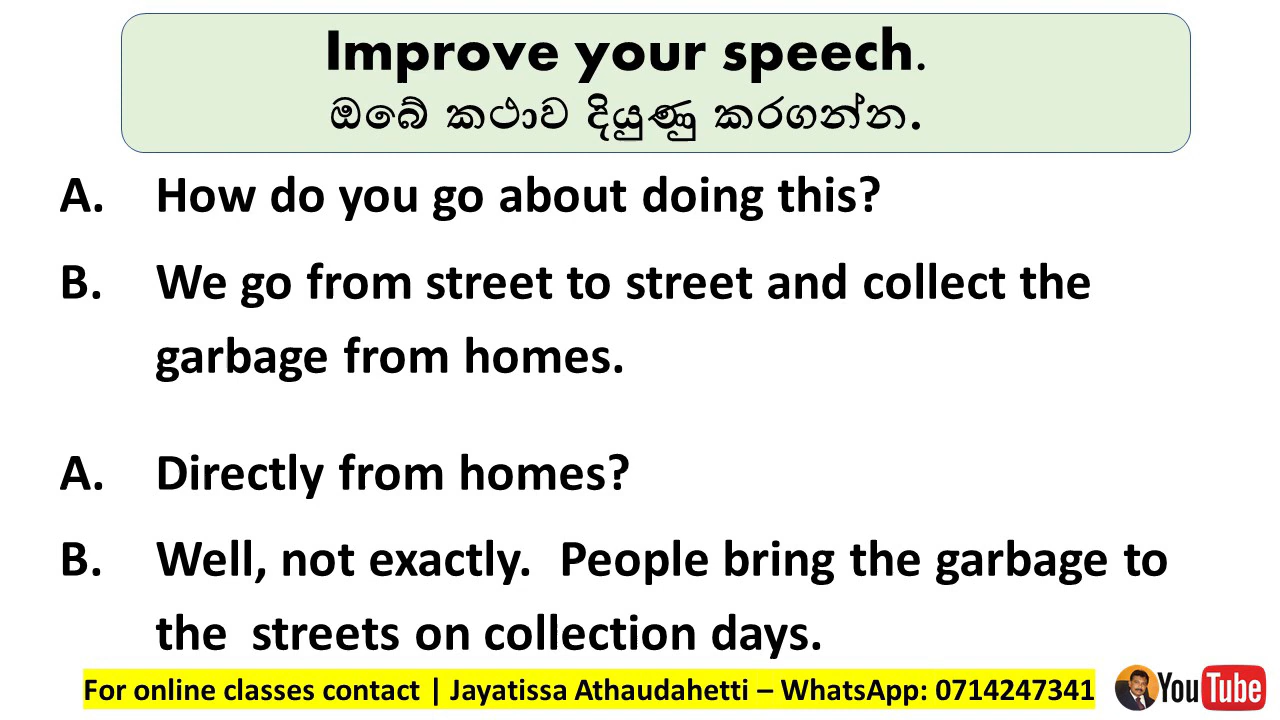 Improve your speech.
ඔබේ කථාව දියුණු කරගන්න.
A. How do you go about doing this?
B. We go from street to street and collect the
garbage from homes.
A. Directly from homes?
B. Well, not exactly. People bring the garbage to
the streets on collection days.
For online classes contact | Jayatissa Athaudahetti – WhatsApp: 0714247341
YouTube